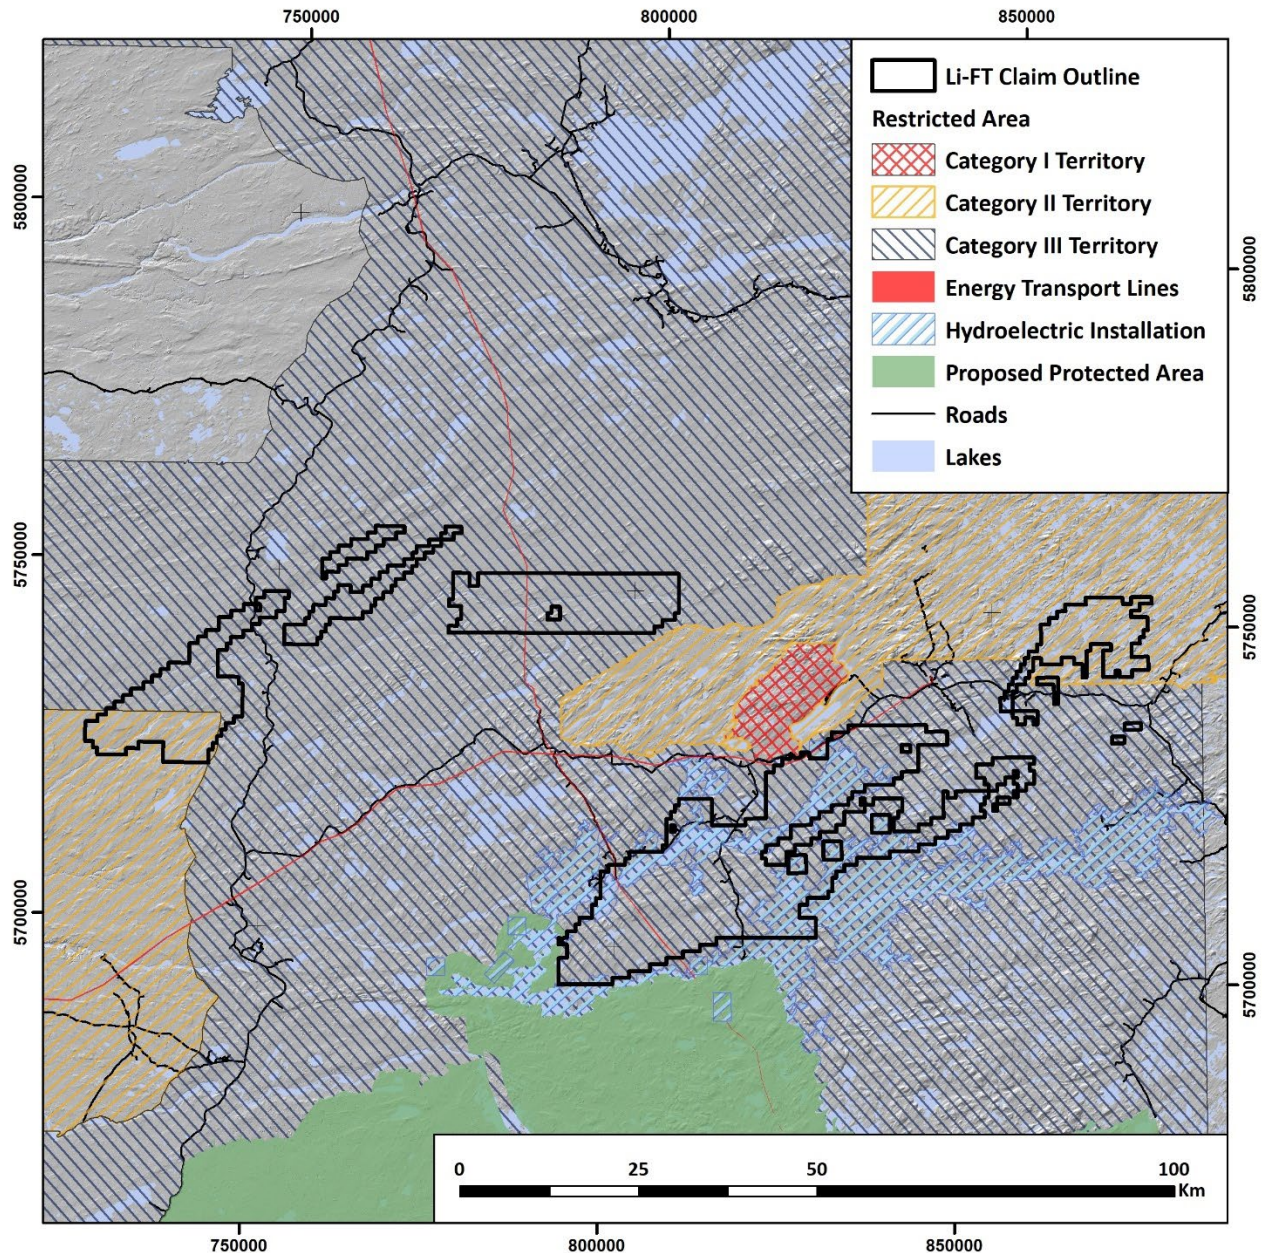 750000 800000 850000
Li-FT Claim Outline
Restricted Area
Category I Territory
Category II Territory
Category III Territory
Energy Transport Lines
Hydroelectric Installation
Proposed Protected Area
Roads
Lakes
5800000
5800000
5750000
5750000
5700000
5700000
0 25 50 100
Km
750000 800000 850000